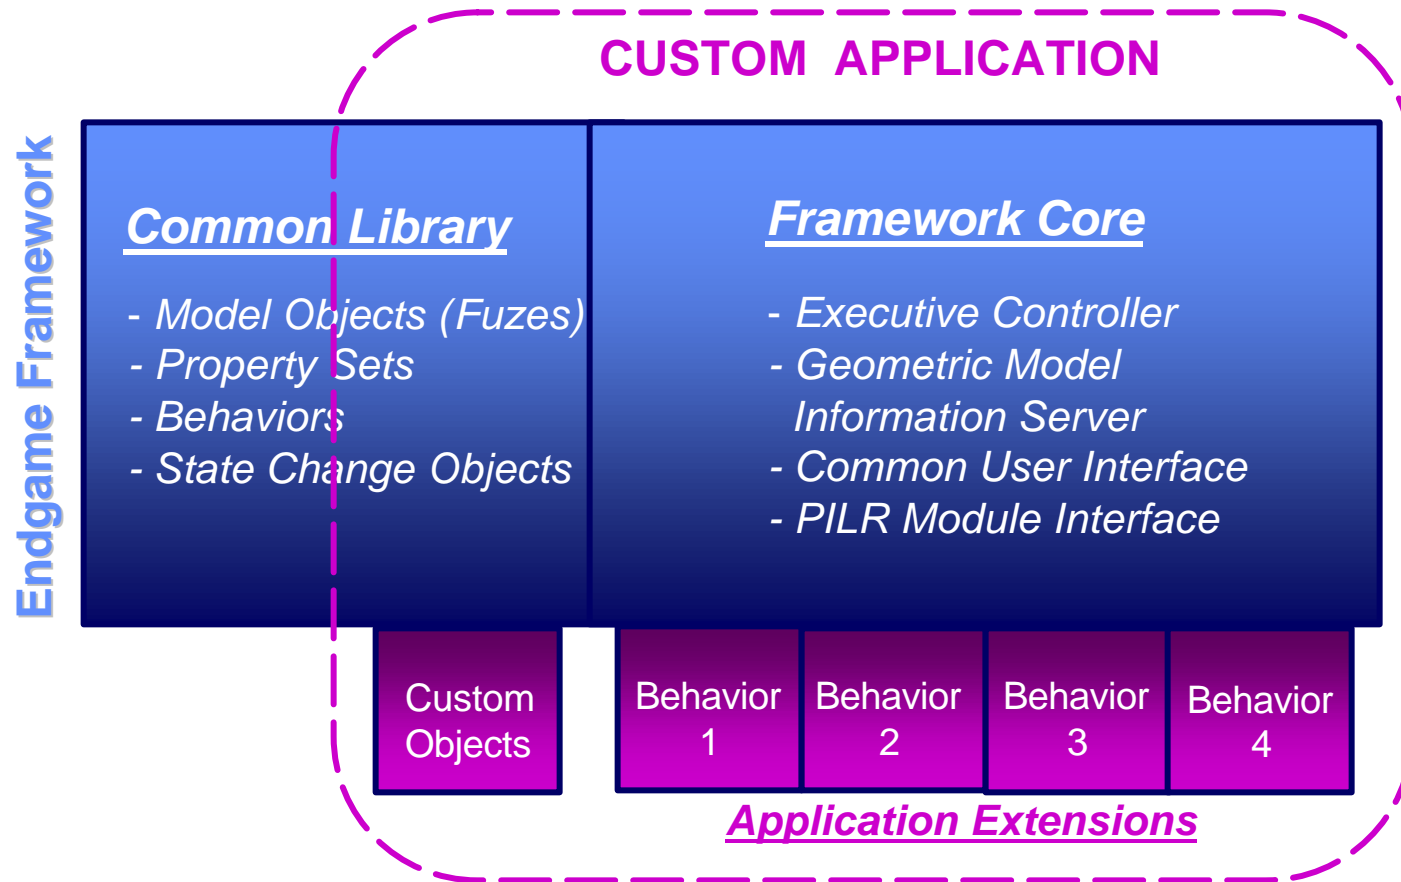 CUSTOM APPLICATION
Endgame Framework
Common Library
- Model Objects (Fuzes)
- Property Sets
- Behaviors
- State Change Objects
Framework Core
- Executive Controller
- Geometric Model
Information Server
- Common User Interface
- PILR Module Interface
Custom
Objects
Behavior
1
Behavior
2
Behavior
3
Behavior
4
Application Extensions